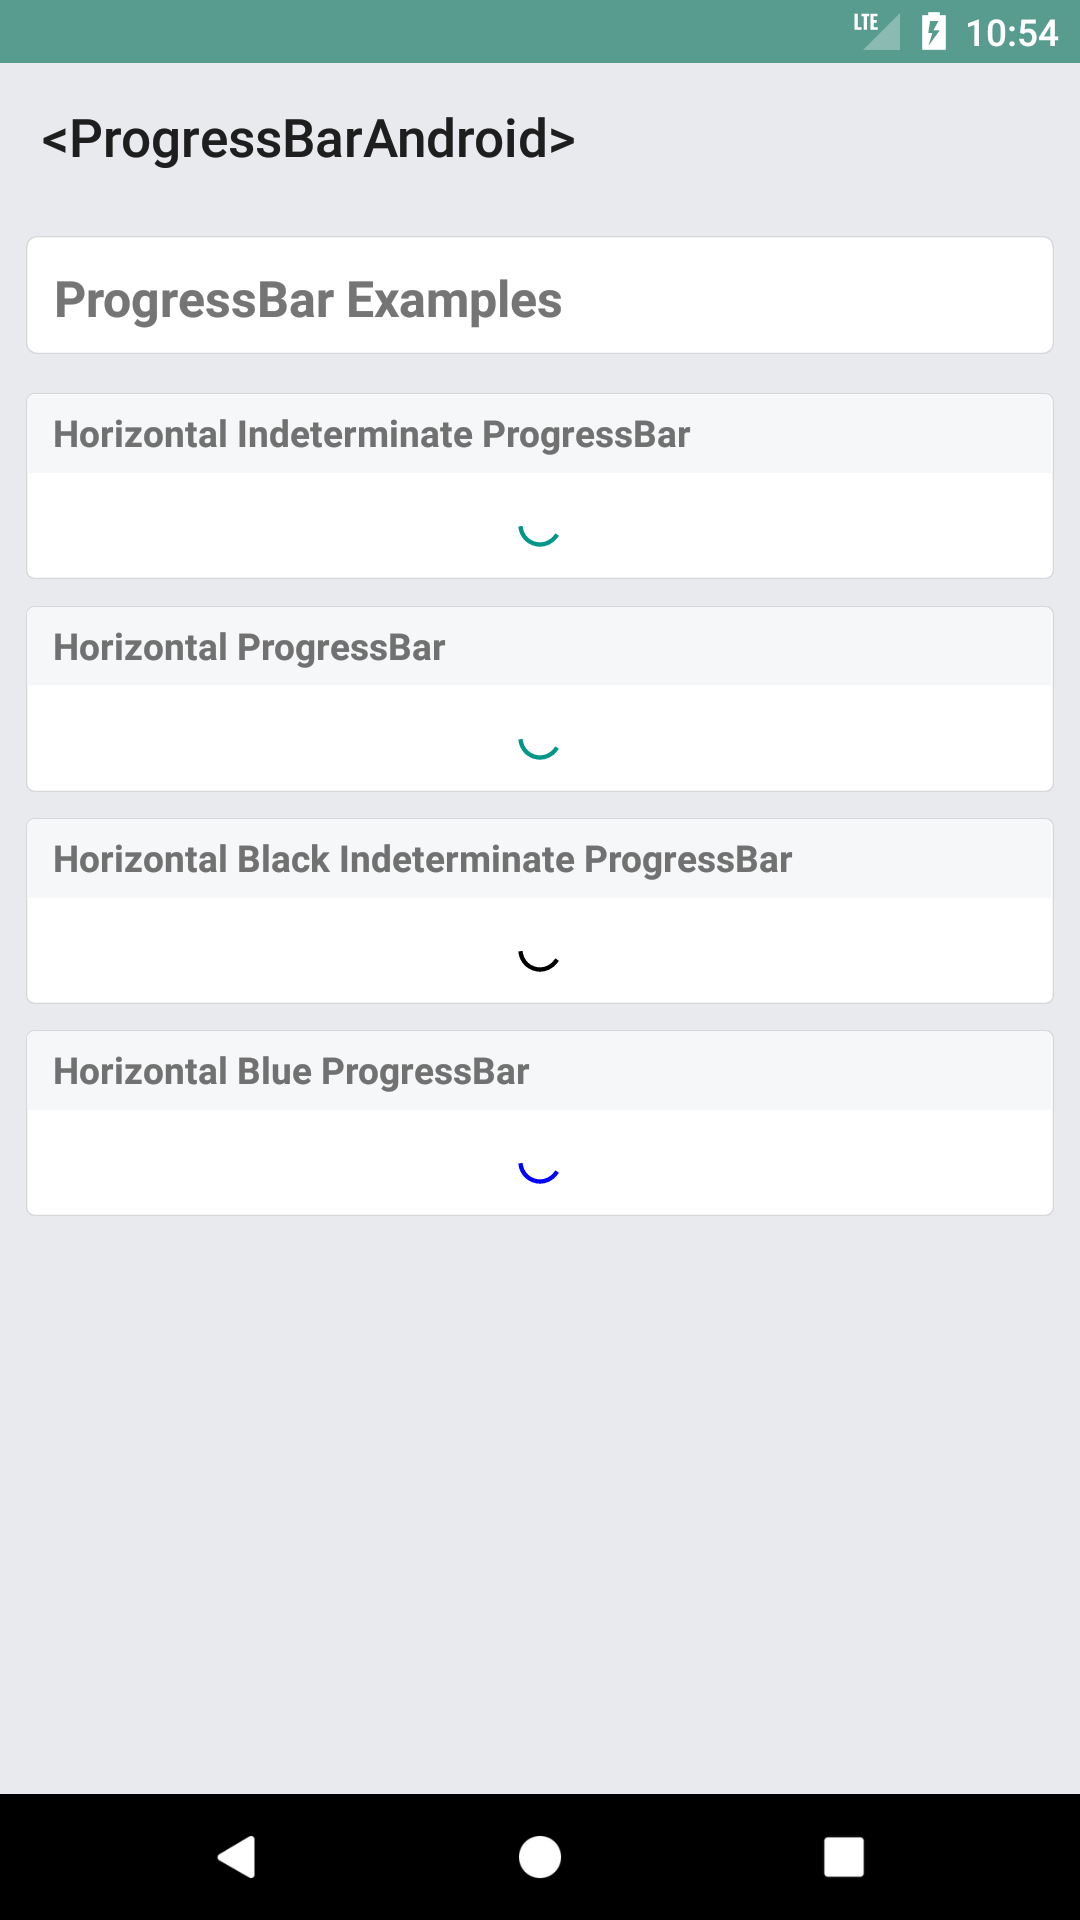 LTE 10:54
<ProgressBarAndroid>
ProgressBar Examples
Horizontal Indeterminate ProgressBar
Horizontal ProgressBar
Horizontal Black Indeterminate ProgressBar
Horizontal Blue ProgressBar